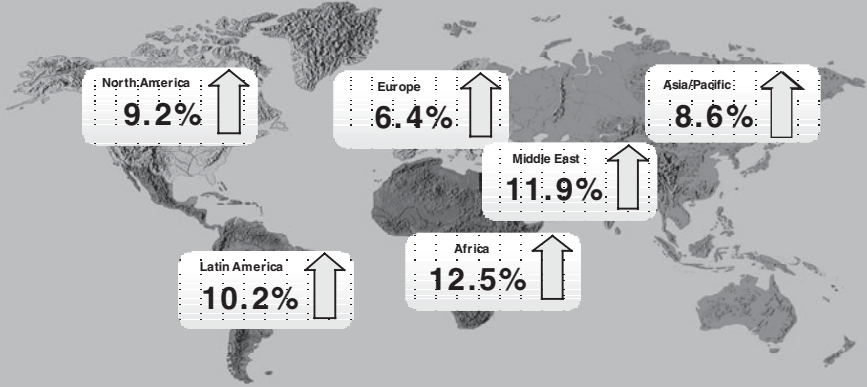 North America
9.2%
Europe
6.4%
Asia/Pacific
8.6%
Middle East
11.9%
Latin America
10.2%
Africa
12.5%